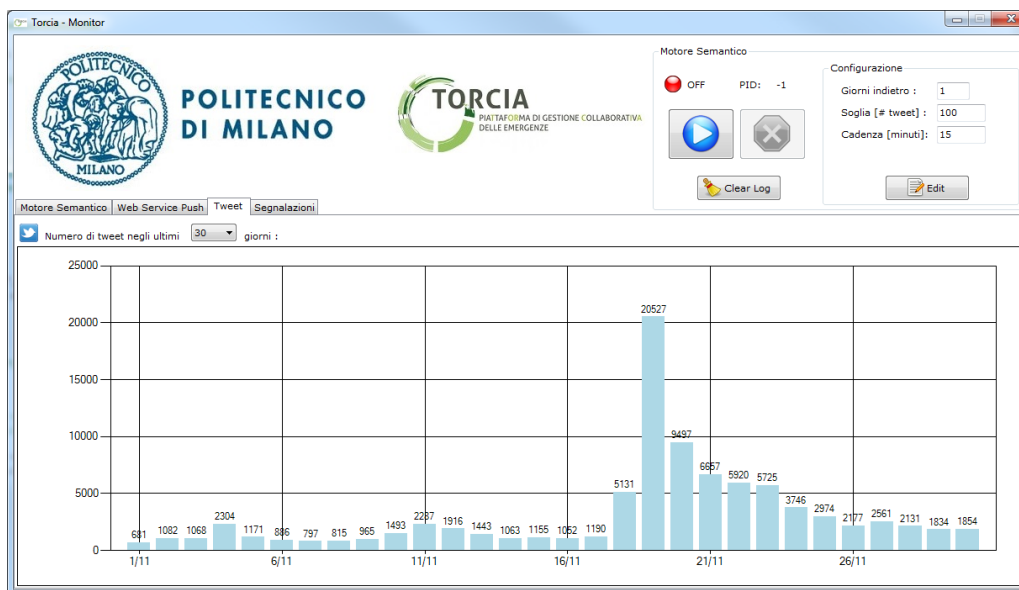 Torcia - Monitor
POLITECNICO
MILANO
POLITECNICO
DI MILANO
TORCIA
PIATTAFORMA DI GESTIONE COLLABORATIVA
DELLE EMERGENZE
Motore Semantico
OFF PID: -1
Clear Log
Configurazione
Giorni indietro : 1
Soglia [# tweet] : 100
Cadenza [minuti]: 15
Edit
Motore Semantico Web Service Push Tweet Segnalazioni
Numero di tweet negli ultimi 30 giorni :
25000
20000
15000
10000
5000
0
681 1082 1068 2304 1171 886 797 815 965 1493 2287 1916 1443 1063 1155 1052 1190 5131 20527 9497 6657 5920 5725 3746 2974 2177 2561 2131 1834 1854
1/11 6/11 11/11 16/11 21/11 26/11